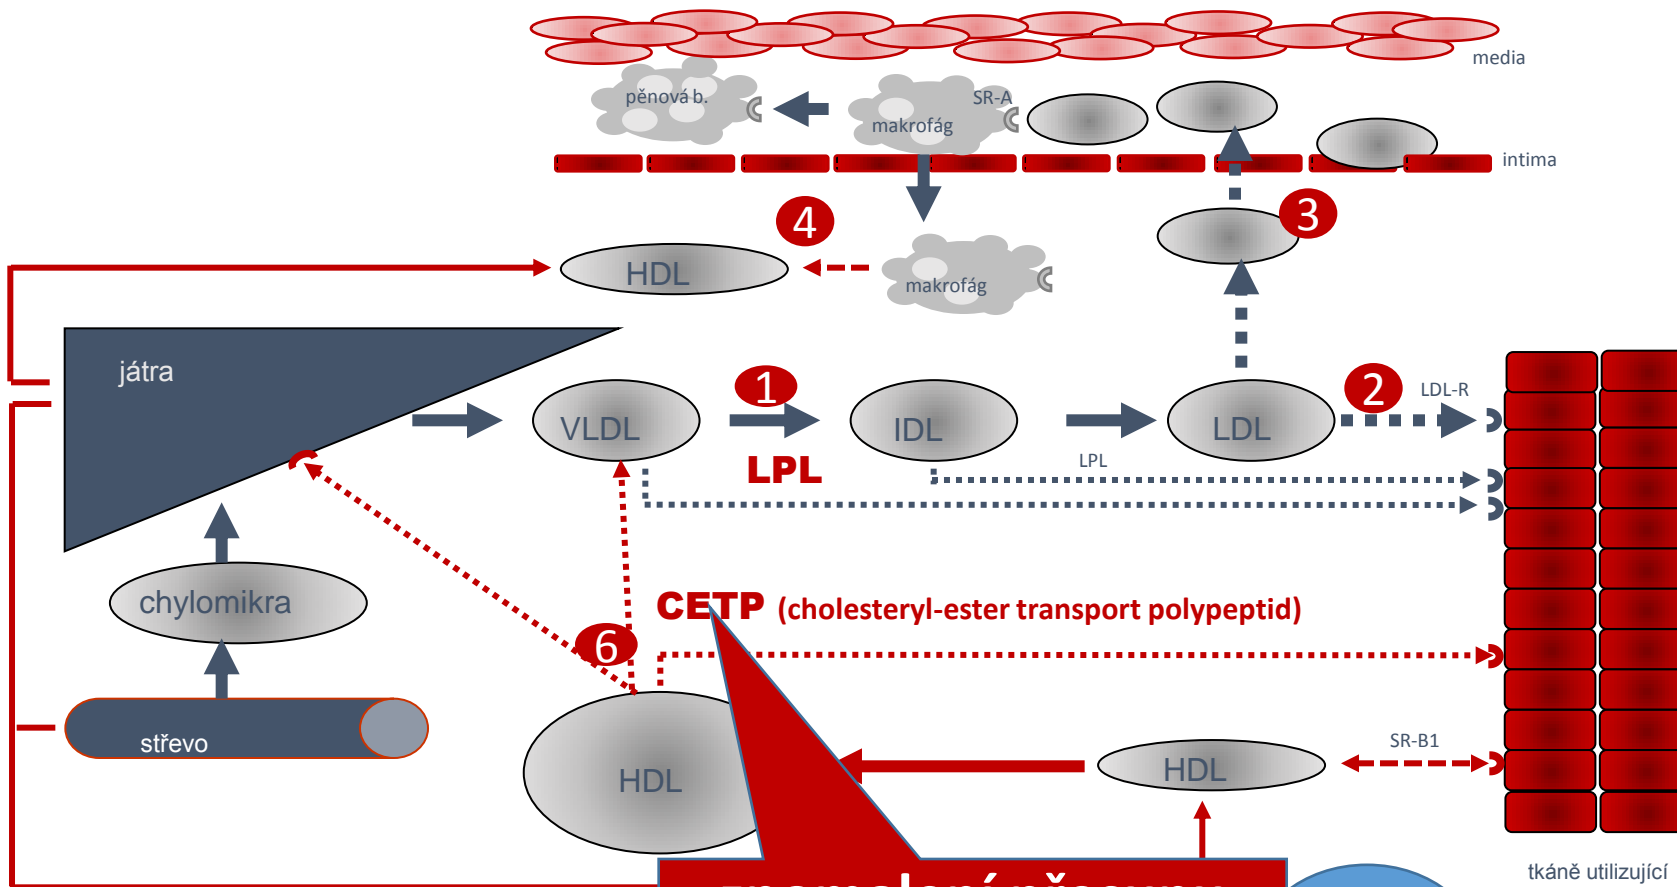 media
pěnová b.
SR-A
makrofág
intima
3
4
HDL
makrofág
játra
1
2
LDL-R
VLDL
IDL
LDL
LPL
LPL
chylomikra
CETP (cholesteryl-ester transport polypeptid)
6
střevo
SR-B1
HDL
HDL
tkáně utilizující